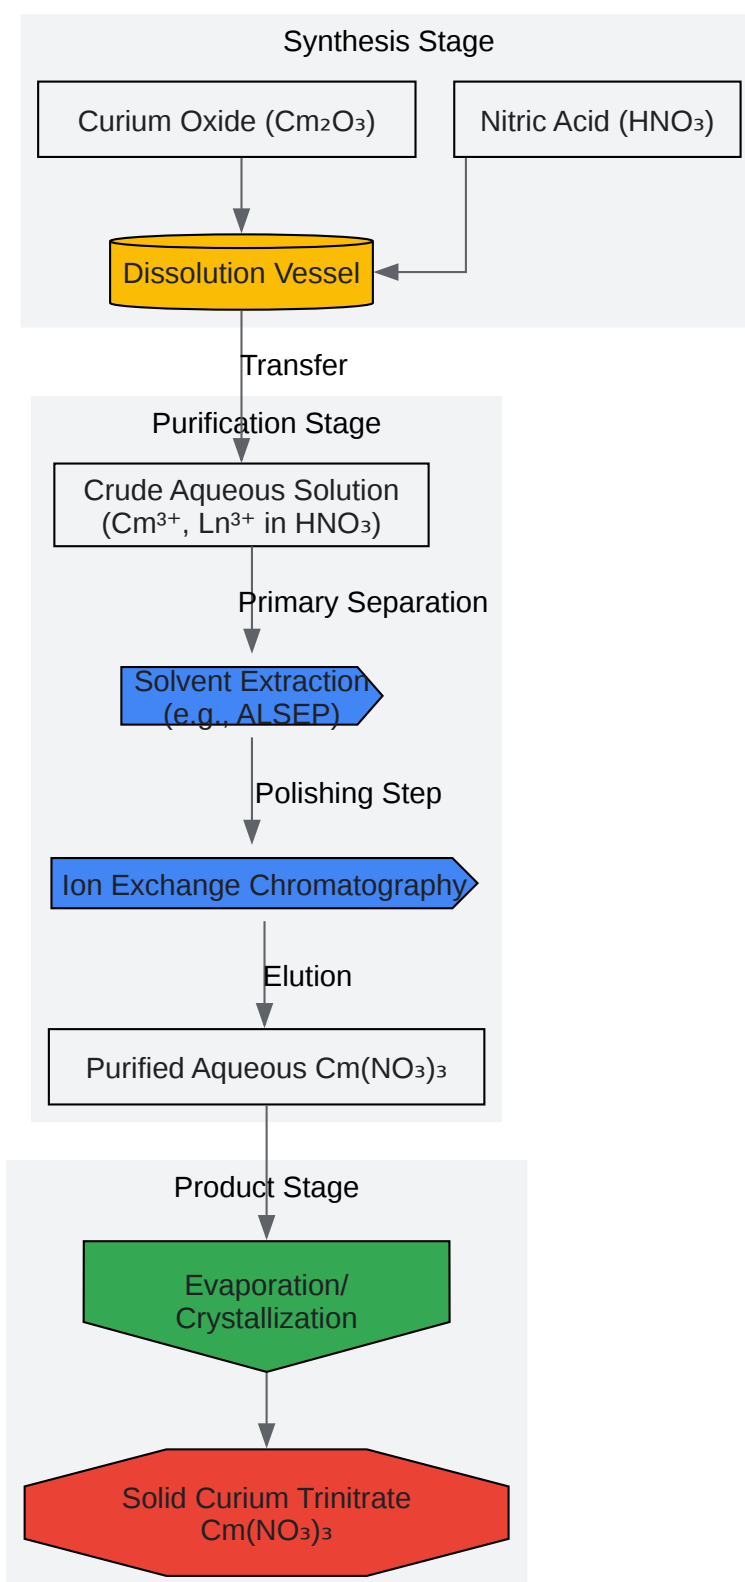 Synthesis Stage
Curium Oxide (Cm₂O₃)
Nitric Acid (HNO₃)
Dissolution Vessel
Transfer
Purification Stage
Crude Aqueous Solution
(Cm³⁺, Ln³⁺ in HNO₃)
Primary Separation
Solvent Extraction
(e.g., ALSEP)
Polishing Step
Ion Exchange Chromatography
Elution
Purified Aqueous Cm(NO₃)₃
Product Stage
Evaporation/
Crystallization
Solid Curium Trinitrate
Cm(NO₃)₃